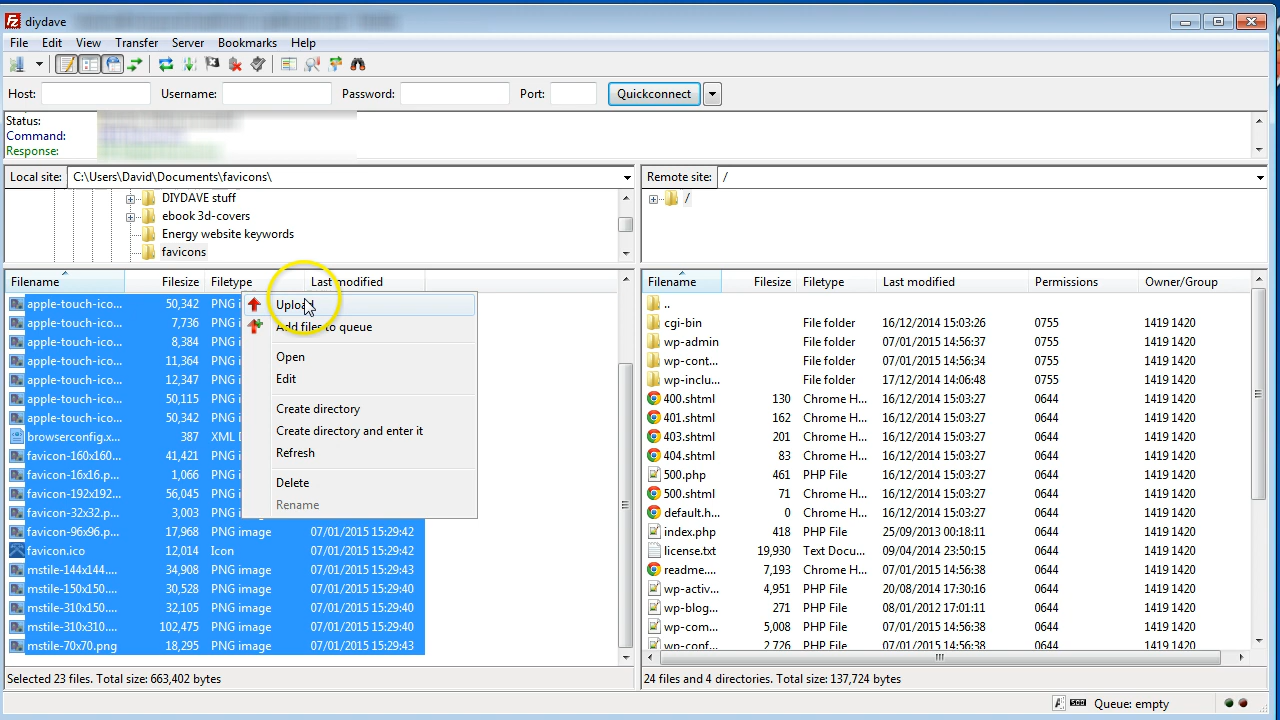 diydave
File Edit View Transfer Server Bookmarks Help
Host: Username: Password: Port: Quickconnect
Status:
Command:
Response:
Local site: C:\Users\David\Documents\favicons\
Remote site: /
DIYDAVE stuff
ebook 3d-covers
Energy website keywords
favicons
/
Filename Filesize Filetype Last modified
apple-touch-ico... 50,342 PNG i
apple-touch-ico... 7,736 PNG i
apple-touch-ico... 8,384 PNG i
apple-touch-ico... 11,364 PNG i
apple-touch-ico... 12,347 PNG i
apple-touch-ico... 50,115 PNG i
apple-touch-ico... 50,342 PNG i
browserconfig.x... 387 XML D
favicon-160x160... 41,421 PNG i
favicon-16x16.p... 1,066 PNG i
favicon-192x192... 56,045 PNG i
favicon-32x32.p... 3,003 PNG i
favicon-96x96.p... 17,968 PNG image 07/01/2015 15:29:42
favicon.ico 12,014 Icon 07/01/2015 15:29:42
mstile-144x144.... 34,908 PNG image 07/01/2015 15:29:43
mstile-150x150.... 30,528 PNG image 07/01/2015 15:29:40
mstile-310x150.... 32,105 PNG image 07/01/2015 15:29:40
mstile-310x310.... 102,475 PNG image 07/01/2015 15:29:40
mstile-70x70.png 18,295 PNG image 07/01/2015 15:29:43
Upload
Add files to queue
Open
Edit
Create directory
Create directory and enter it
Refresh
Delete
Rename
Filename Filesize Filetype Last modified Permissions Owner/Group
..
cgi-bin File folder 16/12/2014 15:03:26 0755 1419 1420
wp-admin File folder 07/01/2015 14:56:37 0755 1419 1420
wp-cont... File folder 07/01/2015 14:56:34 0755 1419 1420
wp-inclu... File folder 17/12/2014 14:06:48 0755 1419 1420
400.shtml 130 Chrome H... 16/12/2014 15:03:27 0644 1419 1420
401.shtml 162 Chrome H... 16/12/2014 15:03:27 0644 1419 1420
403.shtml 201 Chrome H... 16/12/2014 15:03:27 0644 1419 1420
404.shtml 83 Chrome H... 16/12/2014 15:03:27 0644 1419 1420
500.php 461 PHP File 16/12/2014 15:03:27 0644 1419 1420
500.shtml 71 Chrome H... 16/12/2014 15:03:27 0644 1419 1420
default.h... 0 Chrome H... 16/12/2014 15:03:27 0644 1419 1420
index.php 418 PHP File 25/09/2013 00:18:11 0644 1419 1420
license.txt 19,930 Text Docu... 09/04/2014 23:50:15 0644 1419 1420
readme.... 7,193 Chrome H... 07/01/2015 14:56:38 0644 1419 1420
wp-activ... 4,951 PHP File 20/08/2014 17:30:16 0644 1419 1420
wp-blog... 271 PHP File 08/01/2012 17:01:11 0644 1419 1420
wp-com... 5,008 PHP File 07/01/2015 14:56:38 0644 1419 1420
wp-conf... 2,726 PHP File 07/01/2015 14:56:38 0644 1419 1420
Selected 23 files. Total size: 663,402 bytes
24 files and 4 directories. Total size: 137,724 bytes
Queue: empty